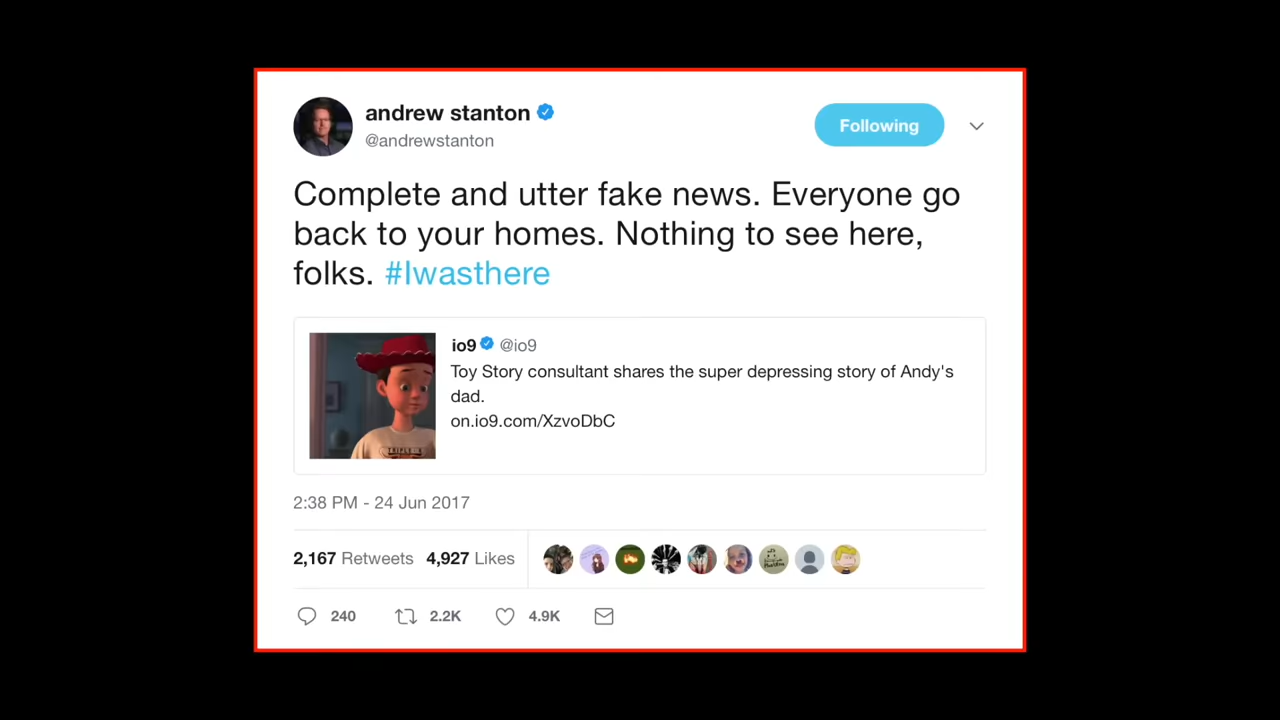 andrew stanton
@andrewstanton
Following
Complete and utter fake news. Everyone go
back to your homes. Nothing to see here,
folks. #Iwasthere
io9 @io9
Toy Story consultant shares the super depressing story of Andy's
dad.
on.io9.com/XzvoDbC
2:38 PM - 24 Jun 2017
2,167 Retweets 4,927 Likes
240 2.2K 4.9K